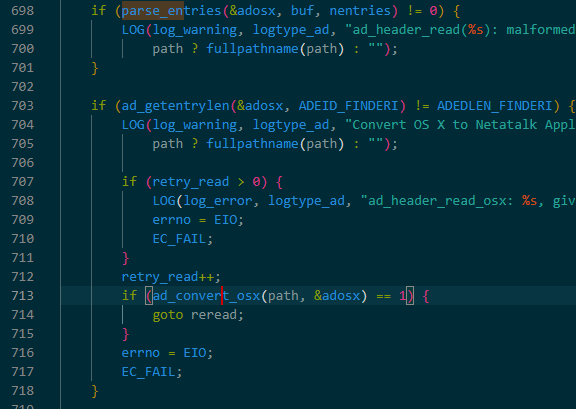 698 if (parse_entries(&adosx, buf, nentries) != 0) {
699 LOG(log_warning, logtype_ad, "ad_header_read(%s): malformed
700 path ? fullpathname(path) : "");
701 }
702
703 if (ad_getentrylen(&adosx, ADEID_FINDERI) != ADEDLEN_FINDERI) {
704 LOG(log_warning, logtype_ad, "Convert OS X to Netatalk Appl
705 path ? fullpathname(path) : "");
706
707 if (retry_read > 0) {
708 LOG(log_error, logtype_ad, "ad_header_read_osx: %s, giv
709 errno = EIO;
710 EC_FAIL;
711 }
712 retry_read++;
713 if (ad_convert_osx(path, &adosx) == 1) {
714 goto reread;
715 }
716 errno = EIO;
717 EC_FAIL;
718 }